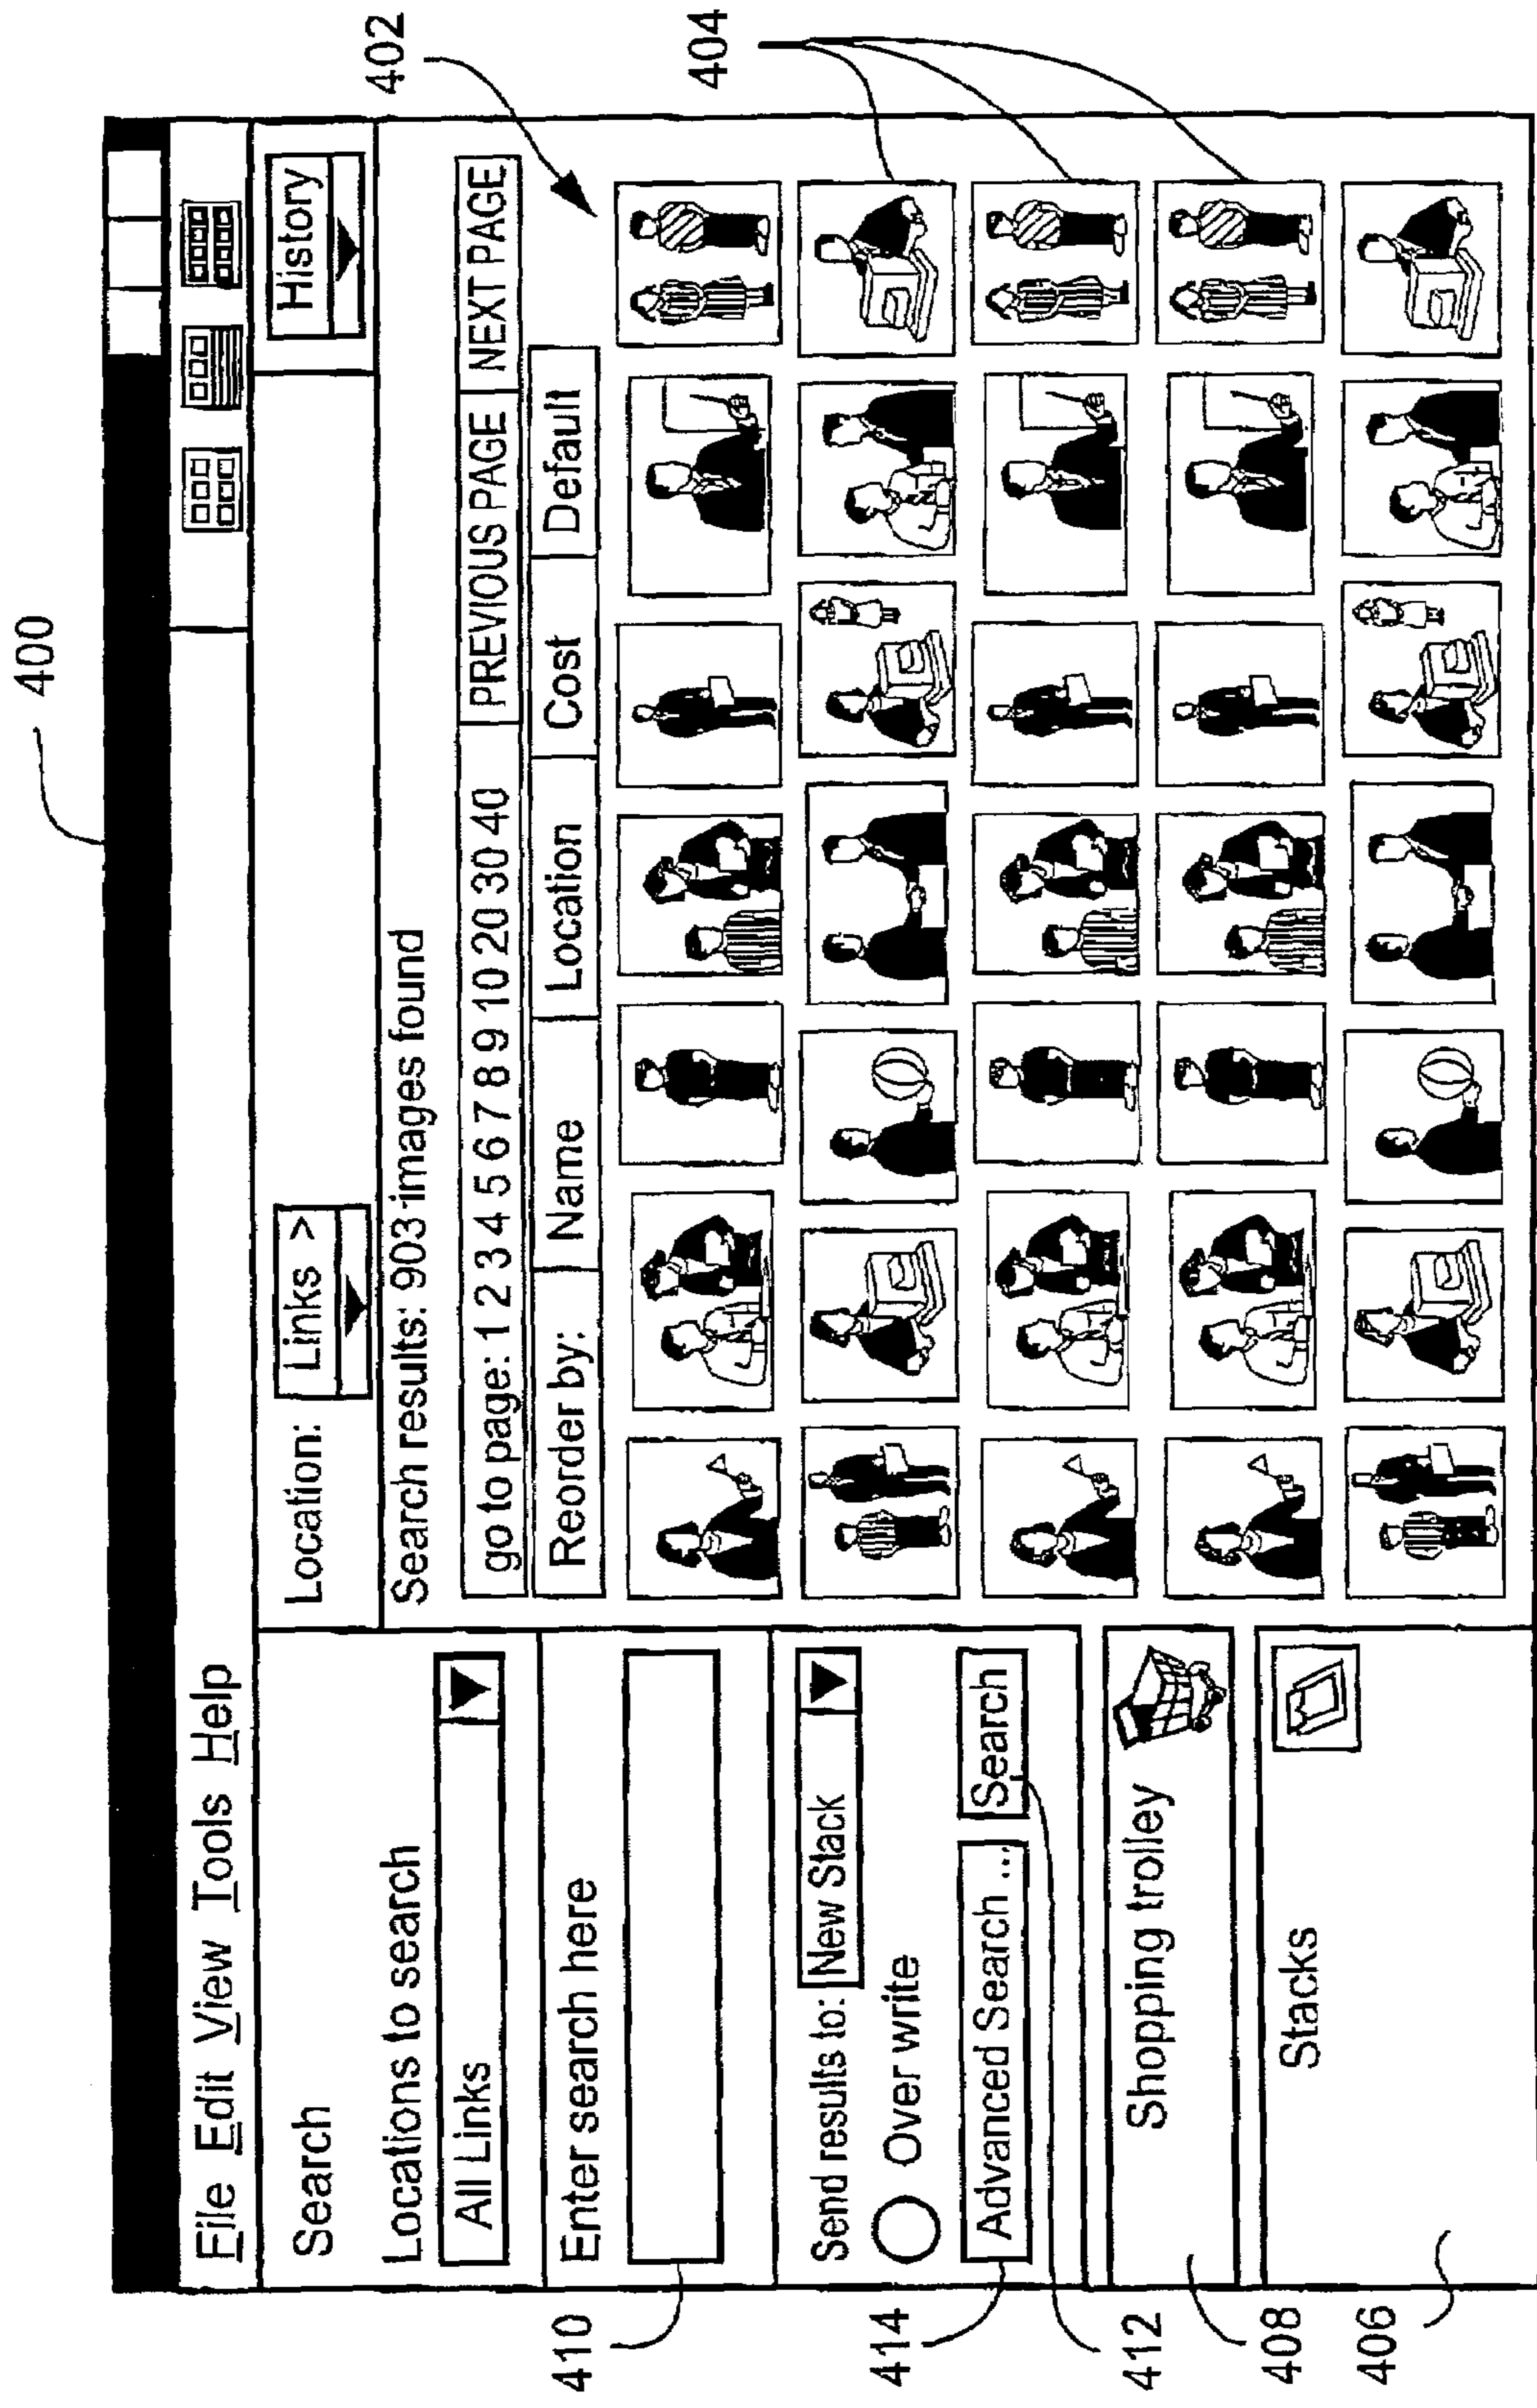 400
File Edit View Tools Help
Search
Locations to search
All Links
Enter search here
Send results to: New Stack
Over write
Advanced Search ... Search
Shopping trolley
Stacks
Location: Links >
History
Search results: 903 images found
go to page: 1 2 3 4 5 6 7 8 9 10 20 30 40 PREVIOUS PAGE NEXT PAGE
Reorder by: Name Location Cost Default
402
404
410
414
412
408
406